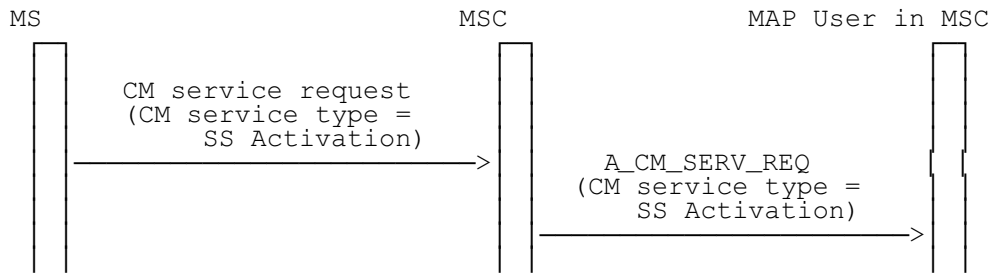 MS MSC MAP User in MSC
CM service request
(CM service type =
SS Activation)
A_CM_SERV_REQ
(CM service type =
SS Activation)